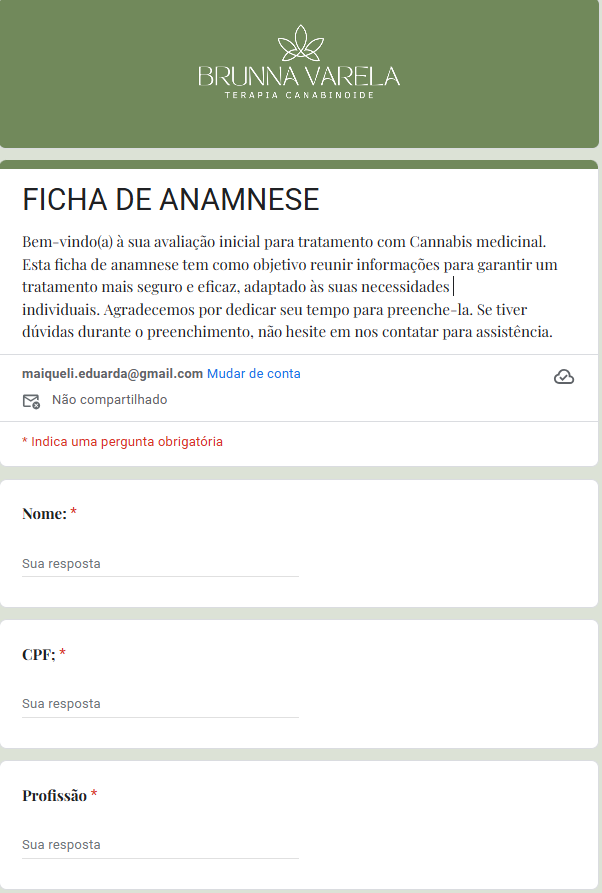 BRUNNA VARELA
TERAPIA CANABINOIDE
FICHA DE ANAMNESE
Bem-vindo(a) à sua avaliação inicial para tratamento com Cannabis medicinal.
Esta ficha de anamnese tem como objetivo reunir informações para garantir um
tratamento mais seguro e eficaz, adaptado às suas necessidades
individuais. Agradecemos por dedicar seu tempo para preenche-la. Se tiver
dúvidas durante o preenchimento, não hesite em nos contatar para assistência.
maiqueli.eduarda@gmail.com Mudar de conta
Não compartilhado
* Indica uma pergunta obrigatória
Nome: *
Sua resposta
CPF; *
Sua resposta
Profissão *
Sua resposta